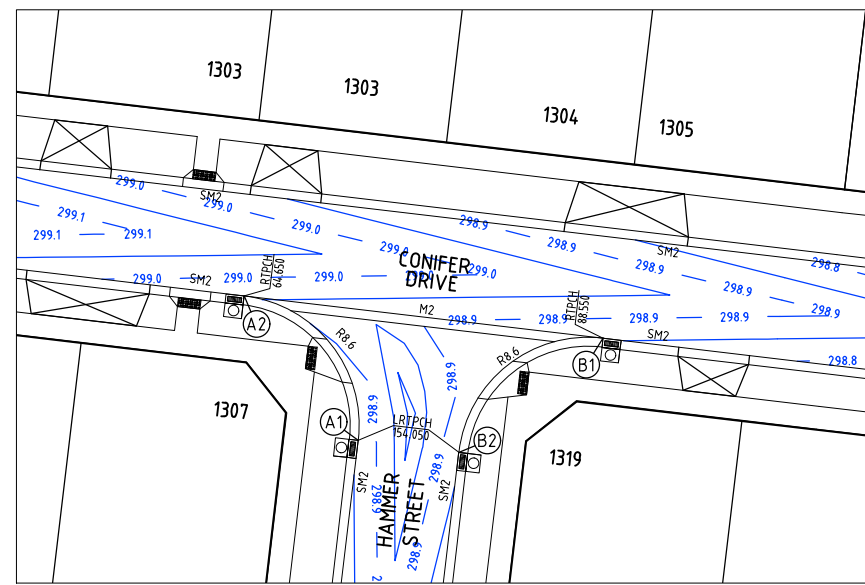 1303
1303
1304
1305
299.0
SM2
299.0
298.9
299.1
299.0
298.9
SM2
299.1
299.1
299.0
298.9
298.8
CONIFER
DRIVE
RTPCH
64.650
SM2
299.0
299.0
299.0
299.0
299.0
298.9
298.9
RTPCH
88.550
M2
298.9
298.9
298.9
298.9
A2
SM2
R8.6
R8.6
B1
298.9
298.8
1307
298.9
A1
LRTPCH
154.050
B2
298.9
1319
SM2
298.9
SM2
298.9
HAMMER
STREET
298.9